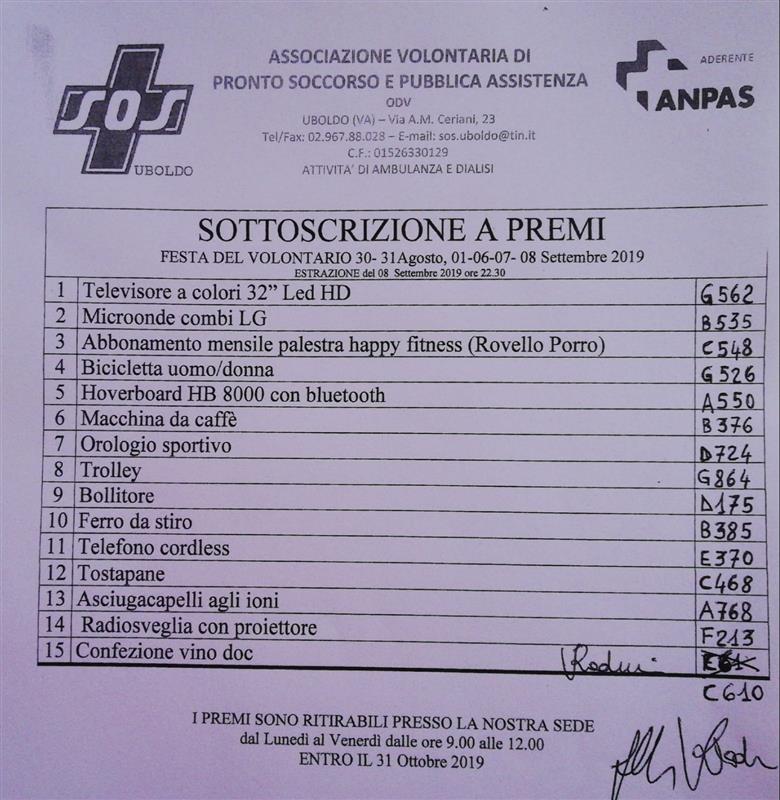 SOS
UBOLDO
ASSOCIAZIONE VOLONTARIA DI
PRONTO SOCCORSO E PUBBLICA ASSISTENZA
ODV
UBOLDO (VA) – Via A.M. Ceriani, 23
Tel/Fax: 02.967.88.028 – E-mail: sos.uboldo@tin.it
C.F.: 01526330129
ATTIVITA' DI AMBULANZA E DIALISI
ADERENTE
ANPAS
SOTTOSCRIZIONE A PREMI
FESTA DEL VOLONTARIO 30- 31Agosto, 01-06-07- 08 Settembre 2019
ESTRAZIONE del 08 Settembre 2019 ore 22.30
1 Televisore a colori 32” Led HD G562
2 Microonde combi LG B535
3 Abbonamento mensile palestra happy fitness (Rovello Porro) C548
4 Bicicletta uomo/donna G526
5 Hoverboard HB 8000 con bluetooth A550
6 Macchina da caffè B376
7 Orologio sportivo D724
8 Trolley G864
9 Bollitore D175
10 Ferro da stiro B385
11 Telefono cordless E370
12 Tostapane C468
13 Asciugacapelli agli ioni A768
14 Radiosveglia con proiettore F213
15 Confezione vino doc
C610
I PREMI SONO RITIRABILI PRESSO LA NOSTRA SEDE
dal Lunedì al Venerdì dalle ore 9.00 alle 12.00
ENTRO IL 31 Ottobre 2019